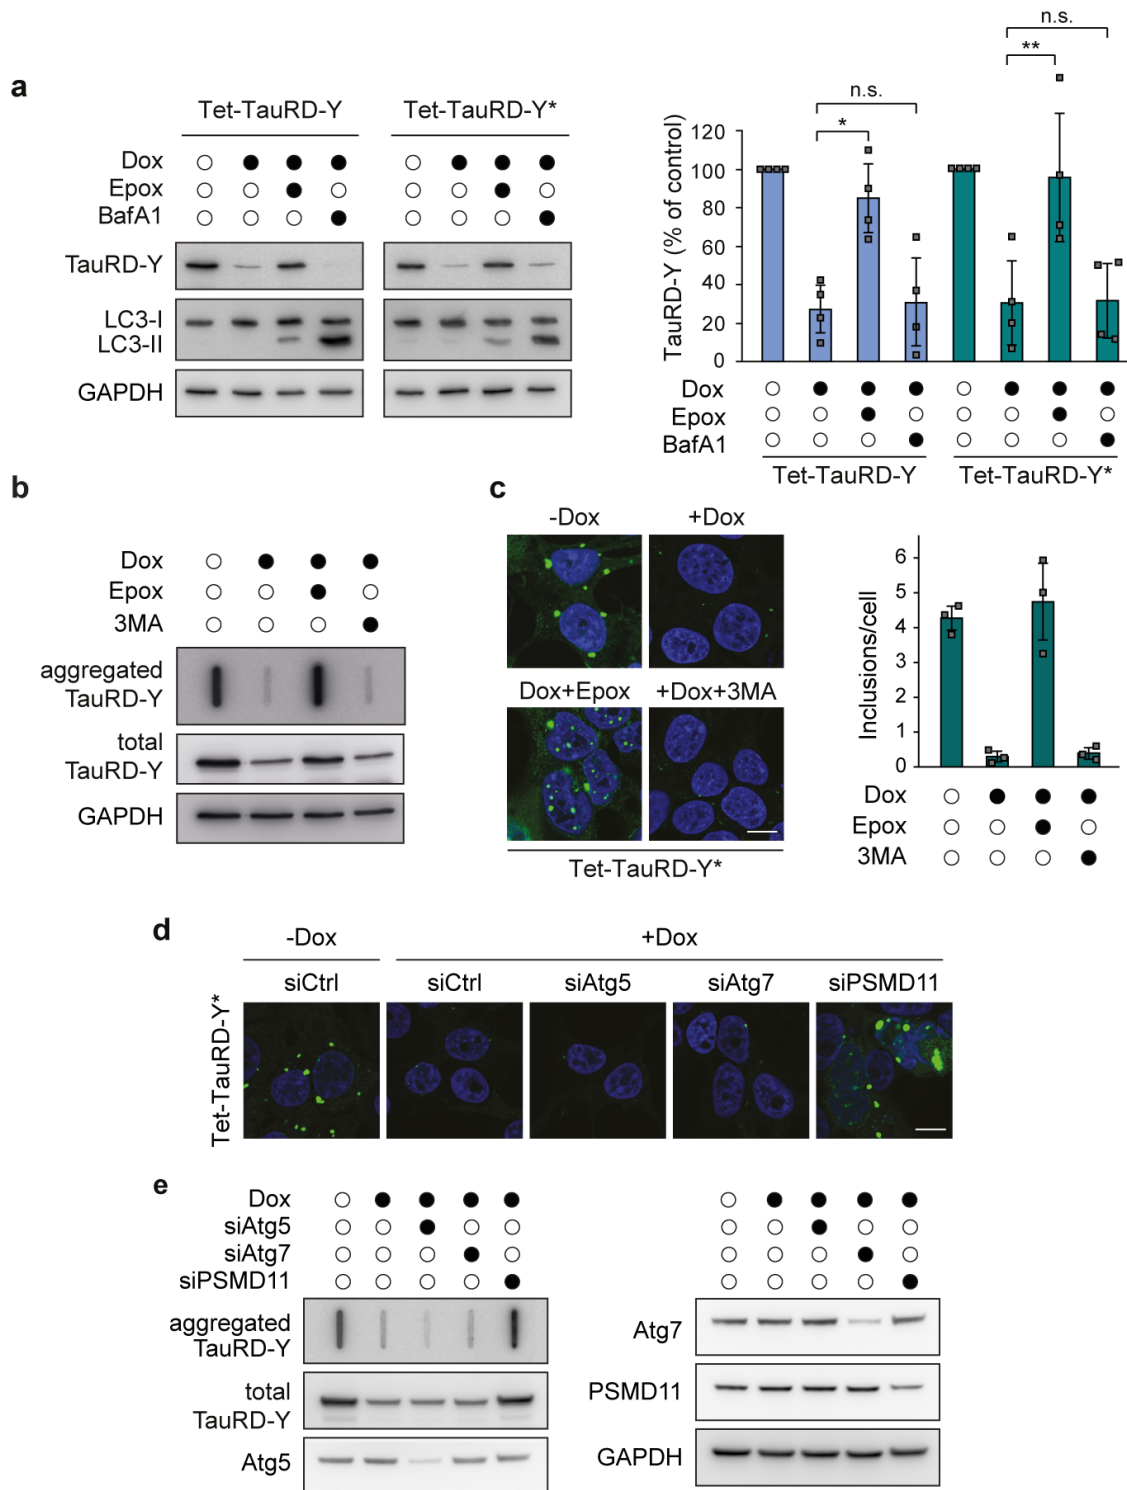 a
Tet-TauRD-Y Tet-TauRD-Y*
Dox
Epox
BafA1
TauRD-Y
LC3-I
LC3-II
GAPDH
n.s.
**
n.s.
*
TauRD-Y (% of control)
120
100
80
60
40
20
0
Dox
Epox
BafA1
Tet-TauRD-Y Tet-TauRD-Y*
b
Dox
Epox
3MA
aggregated
TauRD-Y
total
TauRD-Y
GAPDH
c
-Dox +Dox
Dox+Epox +Dox+3MA
Tet-TauRD-Y*
Inclusions/cell
6
5
4
3
2
1
0
Dox
Epox
3MA
d
-Dox +Dox
siCtrl siCtrl siAtg5 siAtg7 siPSMD11
Tet-TauRD-Y*
e
Dox
siAtg5
siAtg7
siPSMD11
aggregated
TauRD-Y
total
TauRD-Y
Atg5
Atg7
PSMD11
GAPDH